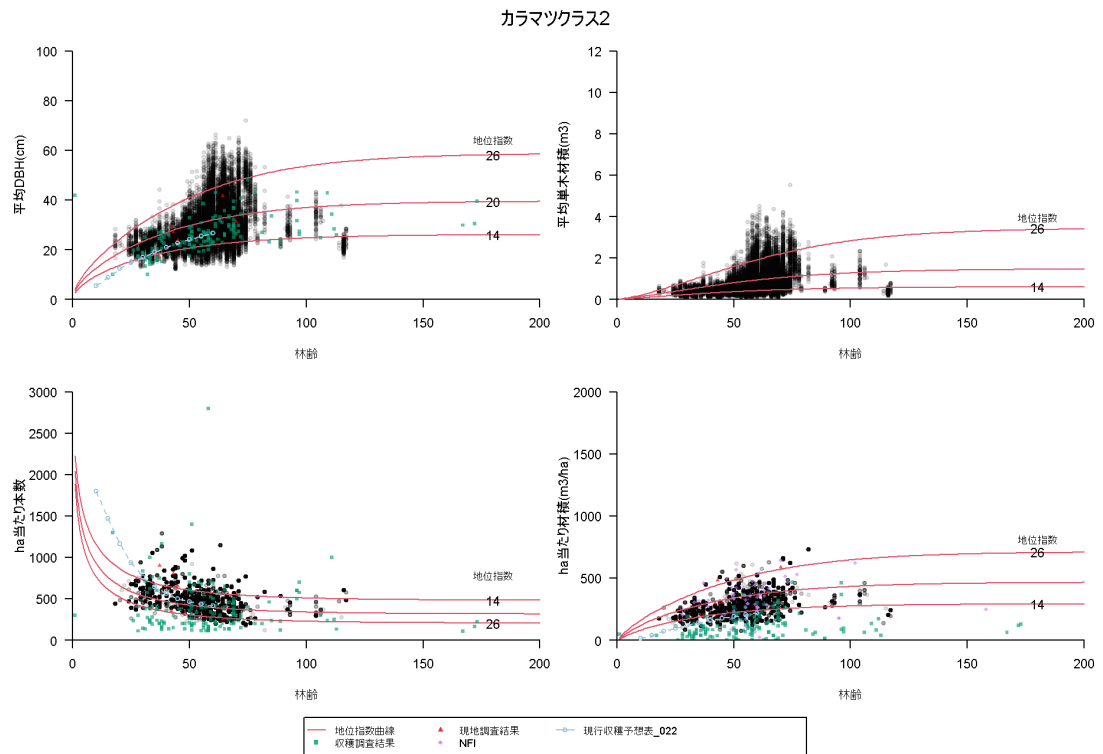 カラマツクラス2
平均DBH(cm)
100
80
60
40
20
0
地位指数
26
20
14
0 50 100 150 200
林齢
平均単木材積(m3)
12
10
8
6
4
2
0
地位指数
26
14
0 50 100 150 200
林齢
ha当たり本数
3000
2500
2000
1500
1000
500
0
地位指数
14
26
0 50 100 150 200
林齢
ha当たり材積(m3/ha)
2000
1500
1000
500
0
地位指数
26
14
0 50 100 150 200
林齢
地位指数曲線 現地調査結果 現行収穫予想表_022
収穫調査結果 NFI